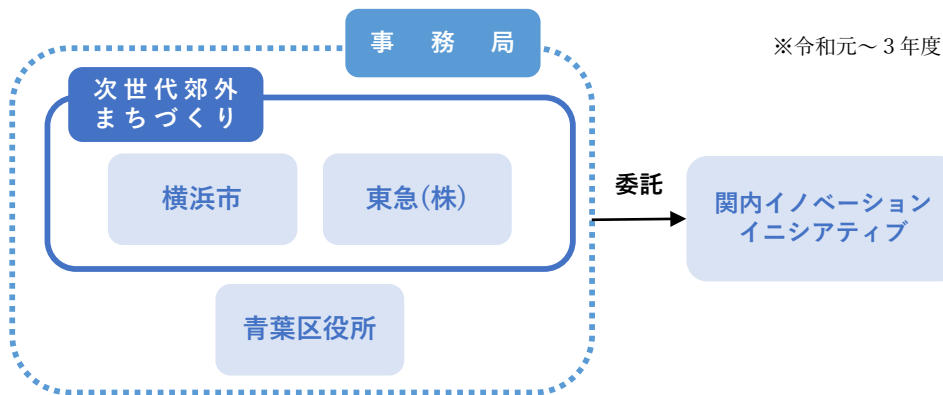 事務局
※令和元～3年度
次世代郊外
まちづくり
横浜市
東急(株)
委託
関内イノベーション
イニシアティブ
青葉区役所